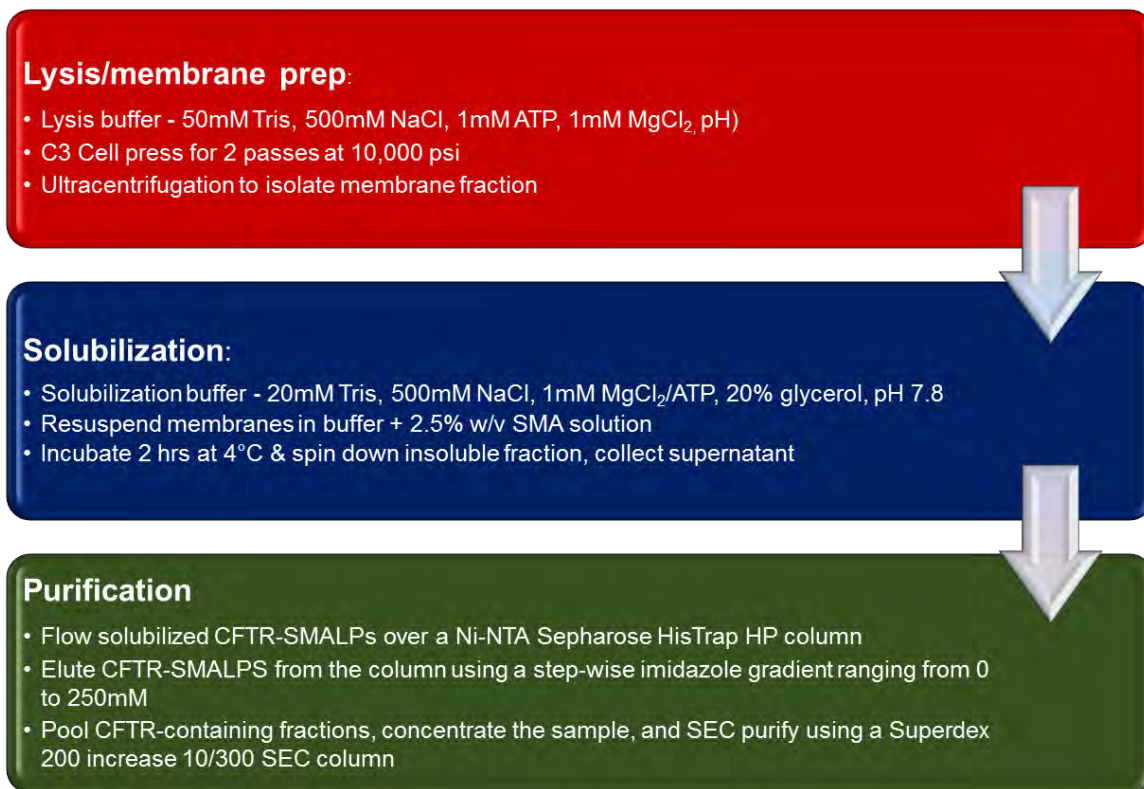 Lysis/membrane prep:
• Lysis buffer - 50mM Tris, 500mM NaCl, 1mM ATP, 1mM MgCl₂, pH)
• C3 Cell press for 2 passes at 10,000 psi
• Ultracentrifugation to isolate membrane fraction
Solubilization:
• Solubilization buffer - 20mM Tris, 500mM NaCl, 1mM MgCl₂/ATP, 20% glycerol, pH 7.8
• Resuspend membranes in buffer + 2.5% w/v SMA solution
• Incubate 2 hrs at 4°C & spin down insoluble fraction, collect supernatant
Purification
• Flow solubilized CFTR-SMALPs over a Ni-NTA Sepharose HisTrap HP column
• Elute CFTR-SMALPS from the column using a step-wise imidazole gradient ranging from 0
to 250mM
• Pool CFTR-containing fractions, concentrate the sample, and SEC purify using a Superdex
200 increase 10/300 SEC column